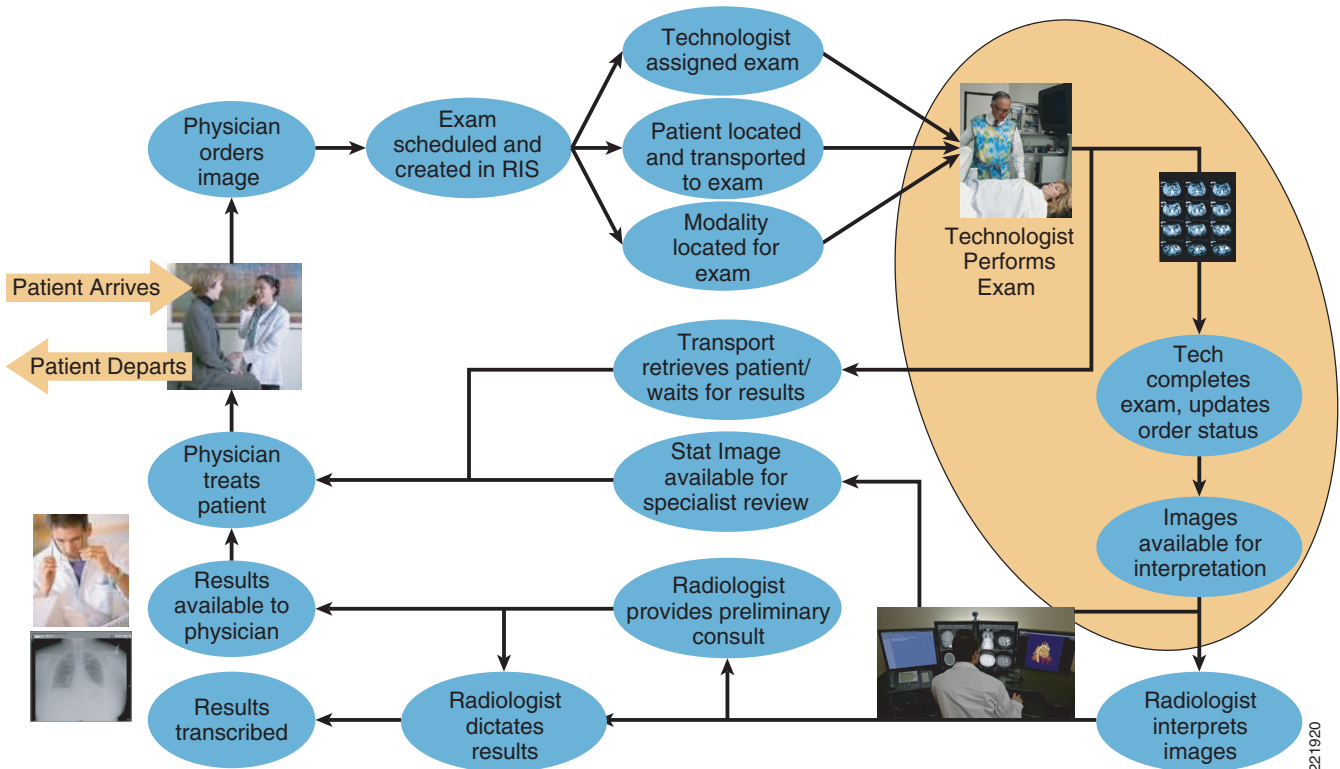 Technologist
assigned exam
Physician
orders
image
Exam
scheduled and
created in RIS
Patient located
and transported
to exam
Modality
located for
exam
Technologist
Performs
Exam
Patient Arrives
Patient Departs
Transport
retrieves patient/
waits for results
Tech
completes
exam, updates
order status
Physician
treats
patient
Stat Image
available for
specialist review
Images
available for
interpretation
Results
available to
physician
Radiologist
provides preliminary
consult
Results
transcribed
Radiologist
dictates
results
Radiologist
interprets
images
221920